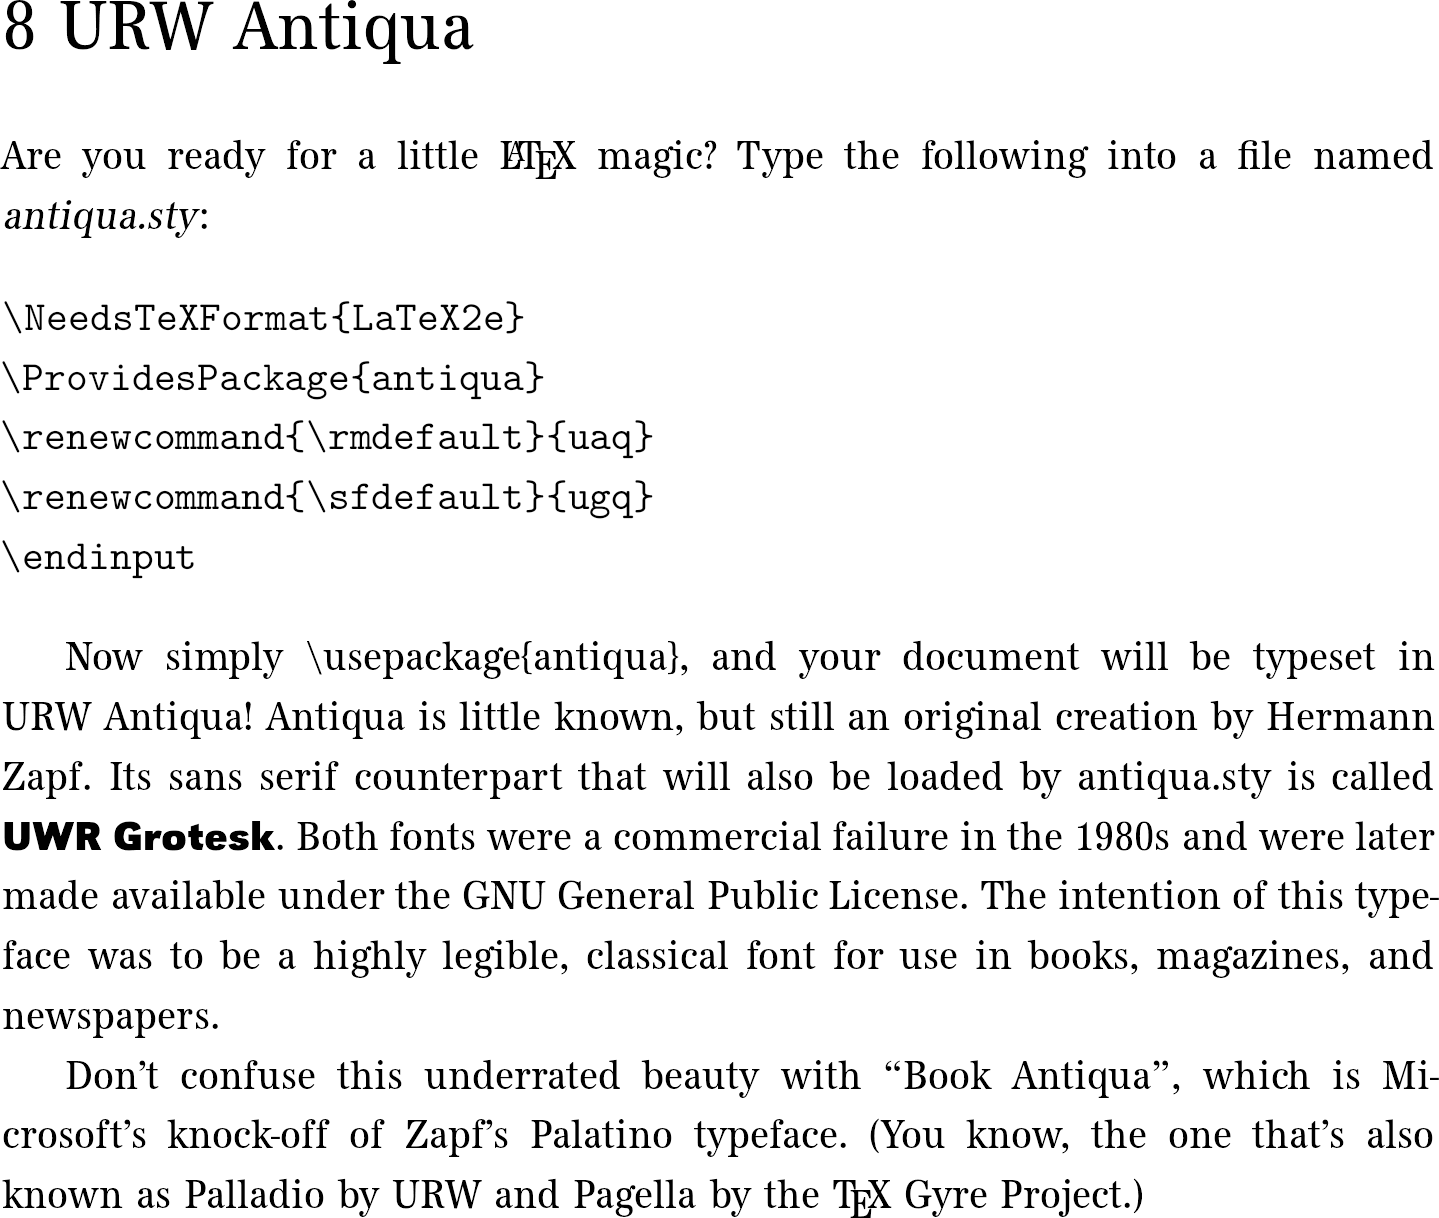 8 URW Antiqua
Are you ready for a little LATEX magic? Type the following into a file named
antiqua.sty:
\NeedsTeXFormat{LaTeX2e}
\ProvidesPackage{antiqua}
\renewcommand{\rmdefault}{uaq}
\renewcommand{\sfdefault}{ugq}
\endinput
Now simply \usepackage{antiqua}, and your document will be typeset in
URW Antiqua! Antiqua is little known, but still an original creation by Hermann
Zapf. Its sans serif counterpart that will also be loaded by antiqua.sty is called
UWR Grotesk. Both fonts were a commercial failure in the 1980s and were later
made available under the GNU General Public License. The intention of this type-
face was to be a highly legible, classical font for use in books, magazines, and
newspapers.
Don’t confuse this underrated beauty with “Book Antiqua”, which is Mi-
crosoft’s knock-off of Zapf’s Palatino typeface. (You know, the one that’s also
known as Palladio by URW and Pagella by the TEX Gyre Project.)